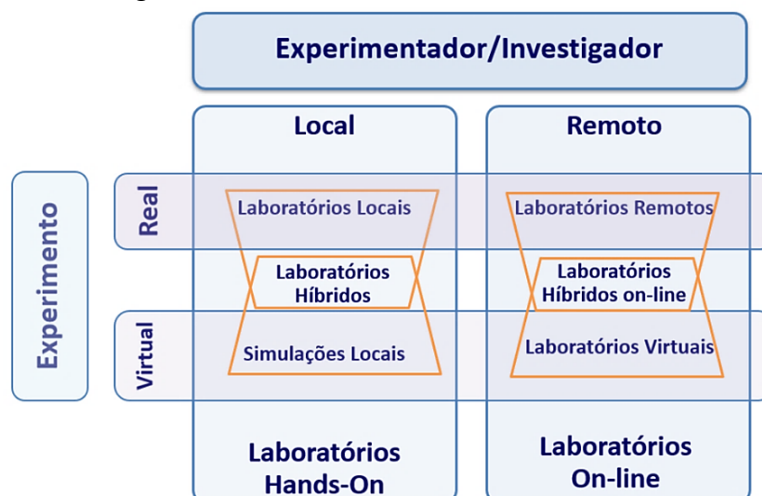 Experimentador/Investigador
Local
Remoto
Experimento
Real
Laboratórios Locais
Laboratórios Remotos
Laboratórios
Híbridos
Laboratórios
Híbridos on-line
Virtual
Simulações Locais
Laboratórios Virtuais
Laboratórios
Hands-On
Laboratórios
On-line